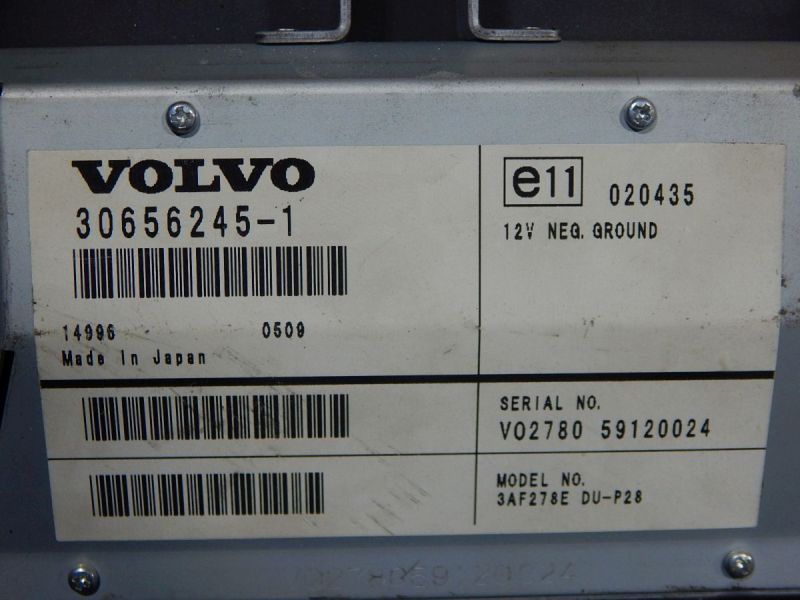 VOLVO
30656245-1
14996 0509
Made In Japan
e11 020435
12V NEG. GROUND
SERIAL NO.
VO2780 59120024
MODEL NO.
3AF278E DU-P28